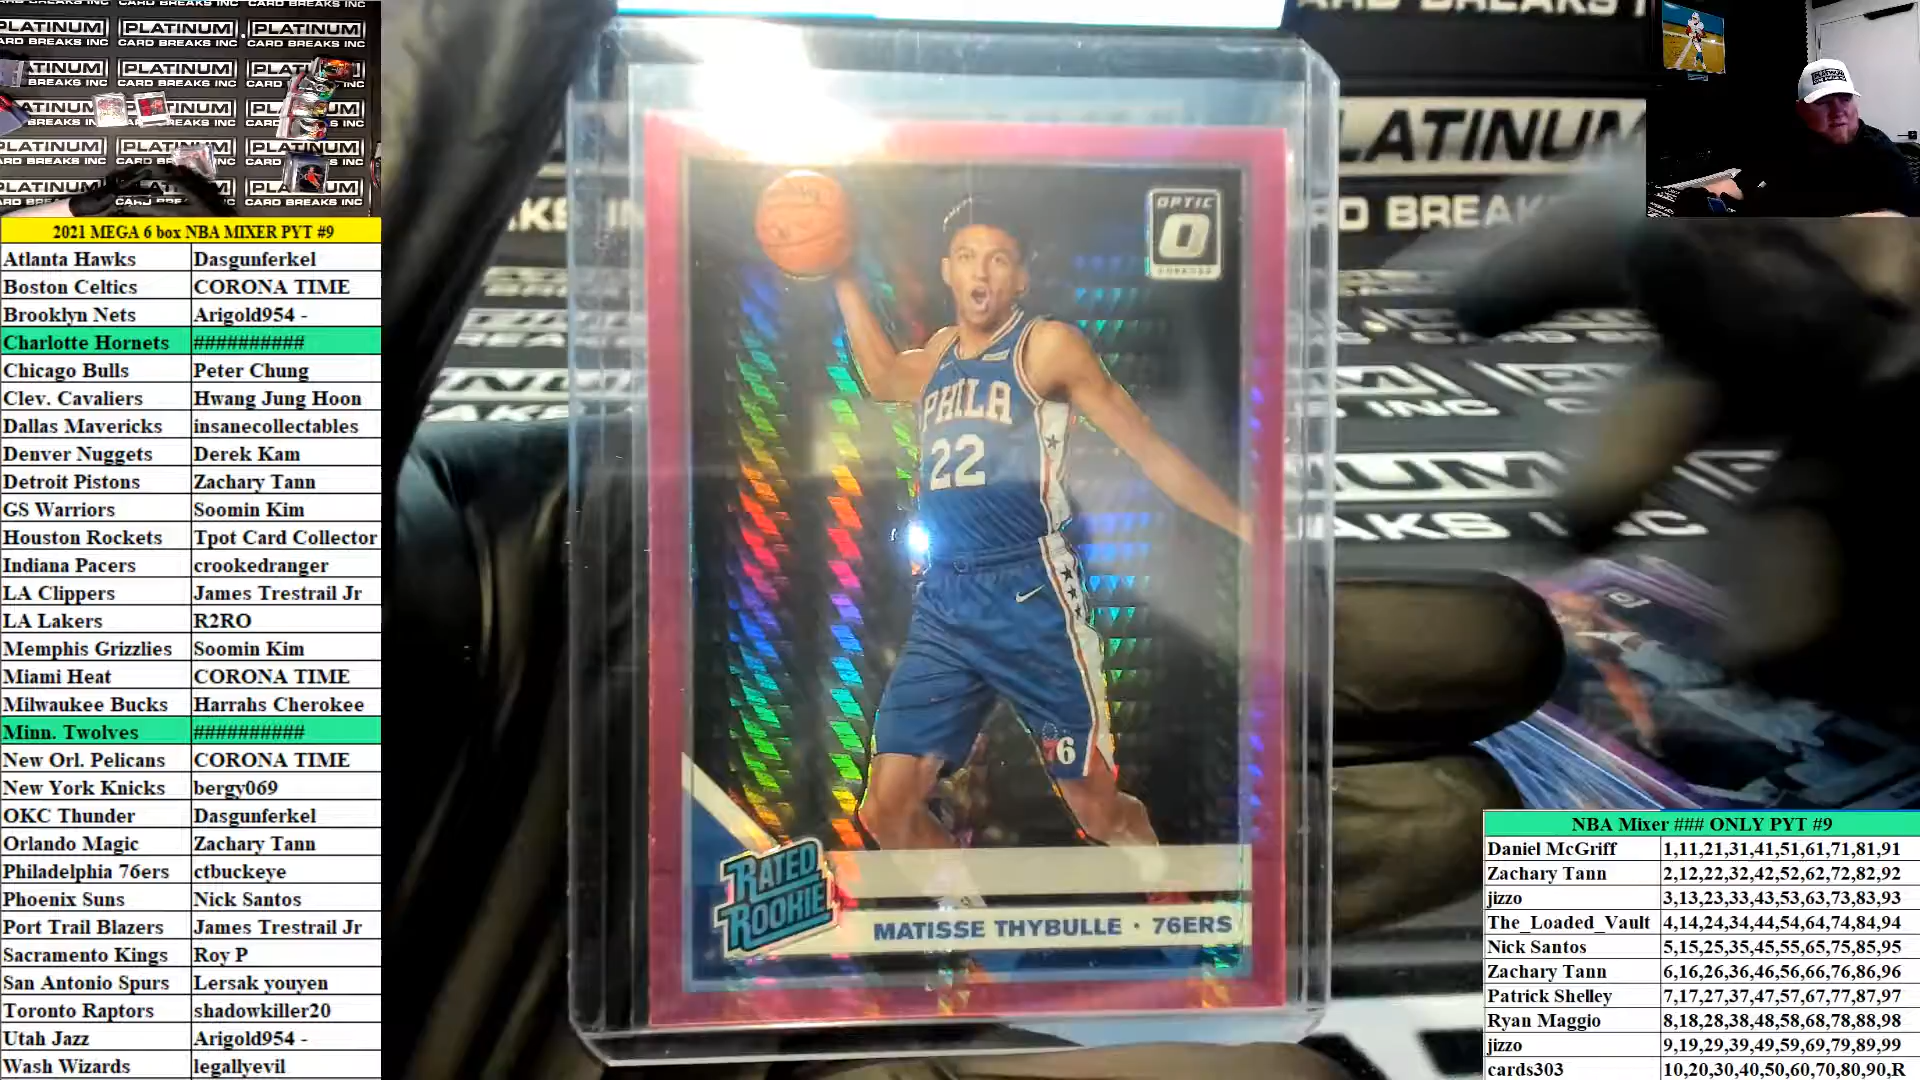 PLATINUM PLATINUM PLATINUM
CARD BREAKS INC CARD BREAKS INC CARD BREAKS INC
PLATINUM
CARD BREAKS INC
2021 MEGA 6 box NBA MIXER PYT #9
Atlanta Hawks Dasgunferkel
Boston Celtics CORONA TIME
Brooklyn Nets Arigold954 -
Charlotte Hornets ##########
Chicago Bulls Peter Chung
Clev. Cavaliers Hwang Jung Hoon
Dallas Mavericks insanecollectables
Denver Nuggets Derek Kam
Detroit Pistons Zachary Tann
GS Warriors Soomin Kim
Houston Rockets Tpot Card Collector
Indiana Pacers crookedranger
LA Clippers James Trestrail Jr
LA Lakers R2RO
Memphis Grizzlies Soomin Kim
Miami Heat CORONA TIME
Milwaukee Bucks Harrahs Cherokee
Minn. Twolves ##########
New Orl. Pelicans CORONA TIME
New York Knicks bergy069
OKC Thunder Dasgunferkel
Orlando Magic Zachary Tann
Philadelphia 76ers ctbuckeye
Phoenix Suns Nick Santos
Port Trail Blazers James Trestrail Jr
Sacramento Kings Roy P
San Antonio Spurs Lersak youyen
Toronto Raptors shadowkiller20
Utah Jazz Arigold954 -
Wash Wizards legallyevil
OPTIC
O
PHILA
22
6
RATED
ROOKIE
MATISSE THYBULLE · 76ERS
NBA Mixer ### ONLY PYT #9
Daniel McGriff 1,11,21,31,41,51,61,71,81,91
Zachary Tann 2,12,22,32,42,52,62,72,82,92
jizzo 3,13,23,33,43,53,63,73,83,93
The_Loaded_Vault 4,14,24,34,44,54,64,74,84,94
Nick Santos 5,15,25,35,45,55,65,75,85,95
Zachary Tann 6,16,26,36,46,56,66,76,86,96
Patrick Shelley 7,17,27,37,47,57,67,77,87,97
Ryan Maggio 8,18,28,38,48,58,68,78,88,98
jizzo 9,19,29,39,49,59,69,79,89,99
cards303 10,20,30,40,50,60,70,80,90,R